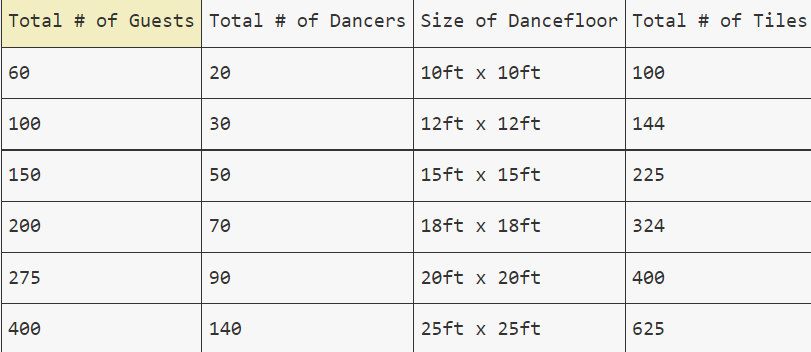 Total # of Guests Total # of Dancers Size of Dancefloor Total # of Tiles
60 20 10ft x 10ft 100
100 30 12ft x 12ft 144
150 50 15ft x 15ft 225
200 70 18ft x 18ft 324
275 90 20ft x 20ft 400
400 140 25ft x 25ft 625